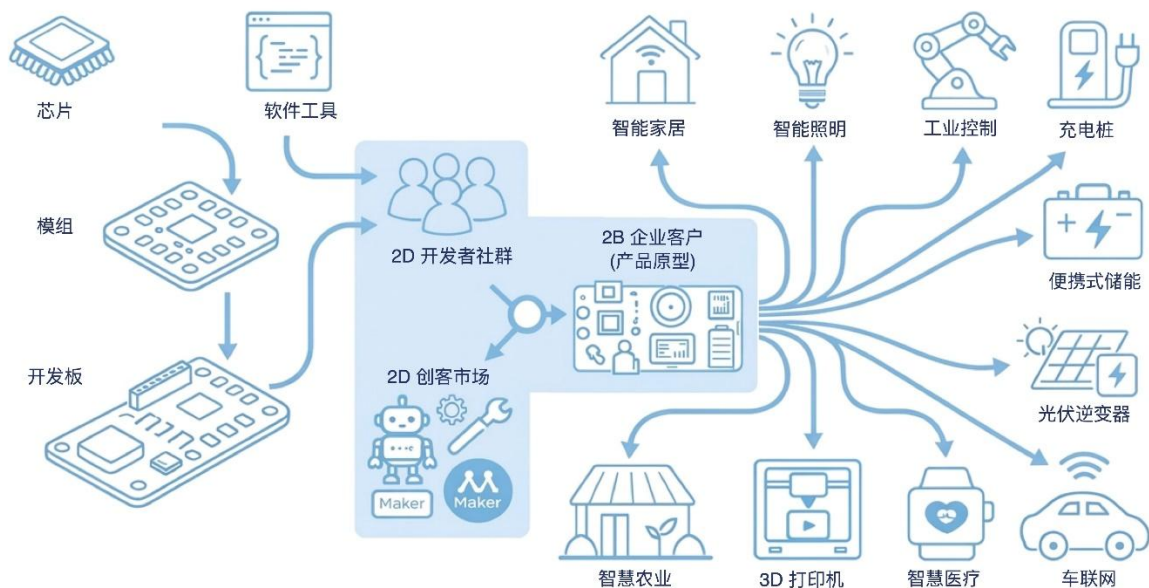 芯片
软件工具
模组
开发板
2D 开发者社群
2D 创客市场
Maker
Maker
2B 企业客户
(产品原型)
智能家居
智能照明
工业控制
充电桩
便携式储能
光伏逆变器
智慧农业
3D 打印机
智慧医疗
车联网